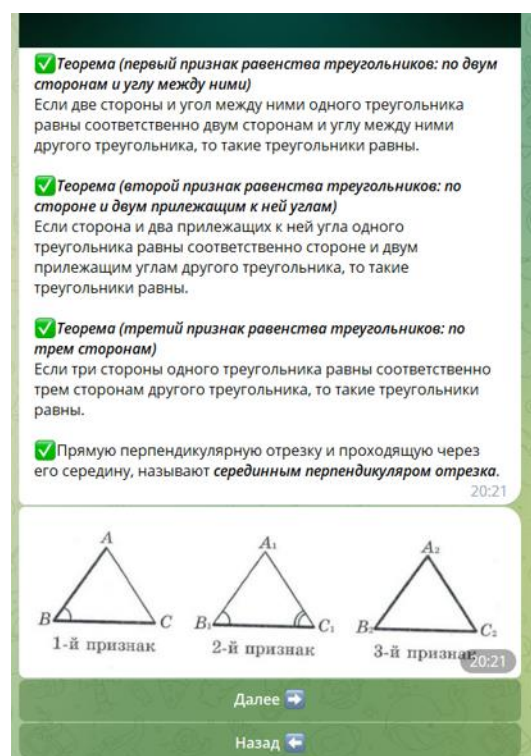 ✅Теорема (первый признак равенства треугольников: по двум
сторонам и углу между ними)
Если две стороны и угол между ними одного треугольника
равны соответственно двум сторонам и углу между ними
другого треугольника, то такие треугольники равны.
✅Теорема (второй признак равенства треугольников: по
стороне и двум прилежащим к ней углам)
Если сторона и два прилежащих к ней угла одного
треугольника равны соответственно стороне и двум
прилежащим углам другого треугольника, то такие
треугольники равны.
✅Теорема (третий признак равенства треугольников: по
трем сторонам)
Если три стороны одного треугольника равны соответственно
трем сторонам другого треугольника, то такие треугольники
равны.
✅Прямую перпендикулярную отрезку и проходящую через
его середину, называют серединным перпендикуляром отрезка.
20:21
A A₁ A₂
B C B₁ C₁ B₂ C₂
1-й признак 2-й признак 3-й признак
20:21
Далее ➡️
Назад ⬅️